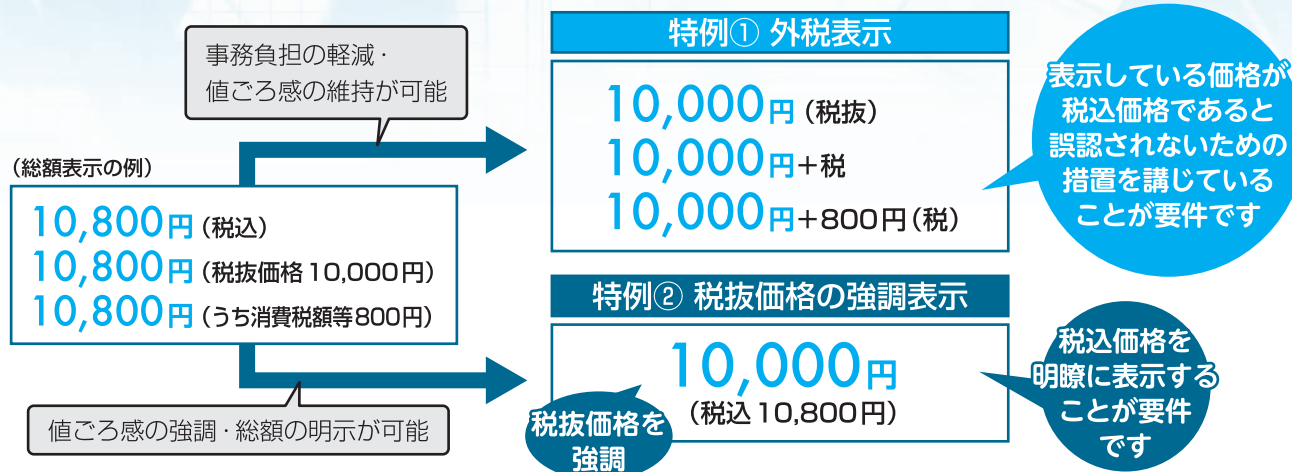 事務負担の軽減・
値ごろ感の維持が可能
(総額表示の例)
10,800円(税込)
10,800円(税抜価格10,000円)
10,800円(うち消費税額等800円)
値ごろ感の強調・総額の明示が可能
特例① 外税表示
10,000円(税抜)
10,000円+税
10,000円+800円(税)
表示している価格が
税込価格であると
誤認されないための
措置を講じている
ことが要件です
特例② 税抜価格の強調表示
10,000円
(税込10,800円)
税抜価格を
強調
税込価格を
明瞭に表示する
ことが要件
です